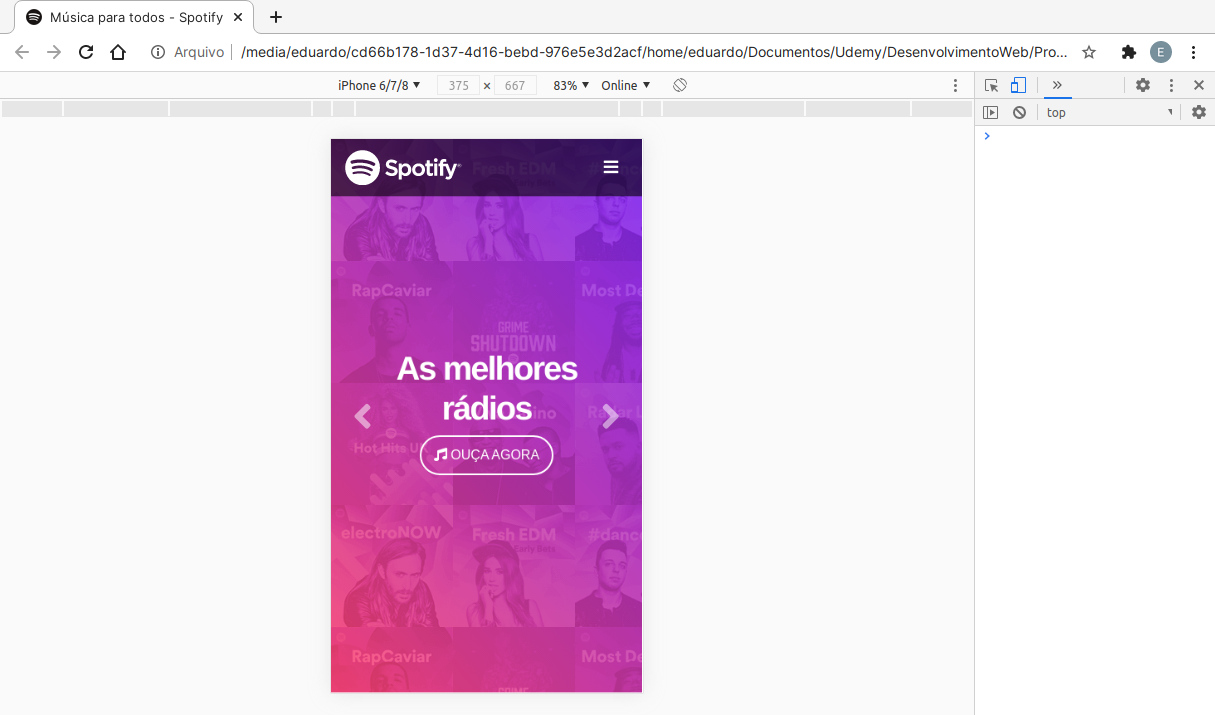 Música para todos - Spotify
Arquivo
/media/eduardo/cd66b178-1d37-4d16-bebd-976e5e3d2acf/home/eduardo/Documentos/Udemy/DesenvolvimentoWeb/Pro...
E
iPhone 6/7/8 375 × 667 83% Online
top
Spotify
Fresh EDM
RapCaviar
Most De
GRIME
SHUTDOWN
As melhores
rádios
Hot Hits U
OUÇA AGORA
electroNOW
Fresh EDM
#dance
RapCaviar
Most De
GRIME